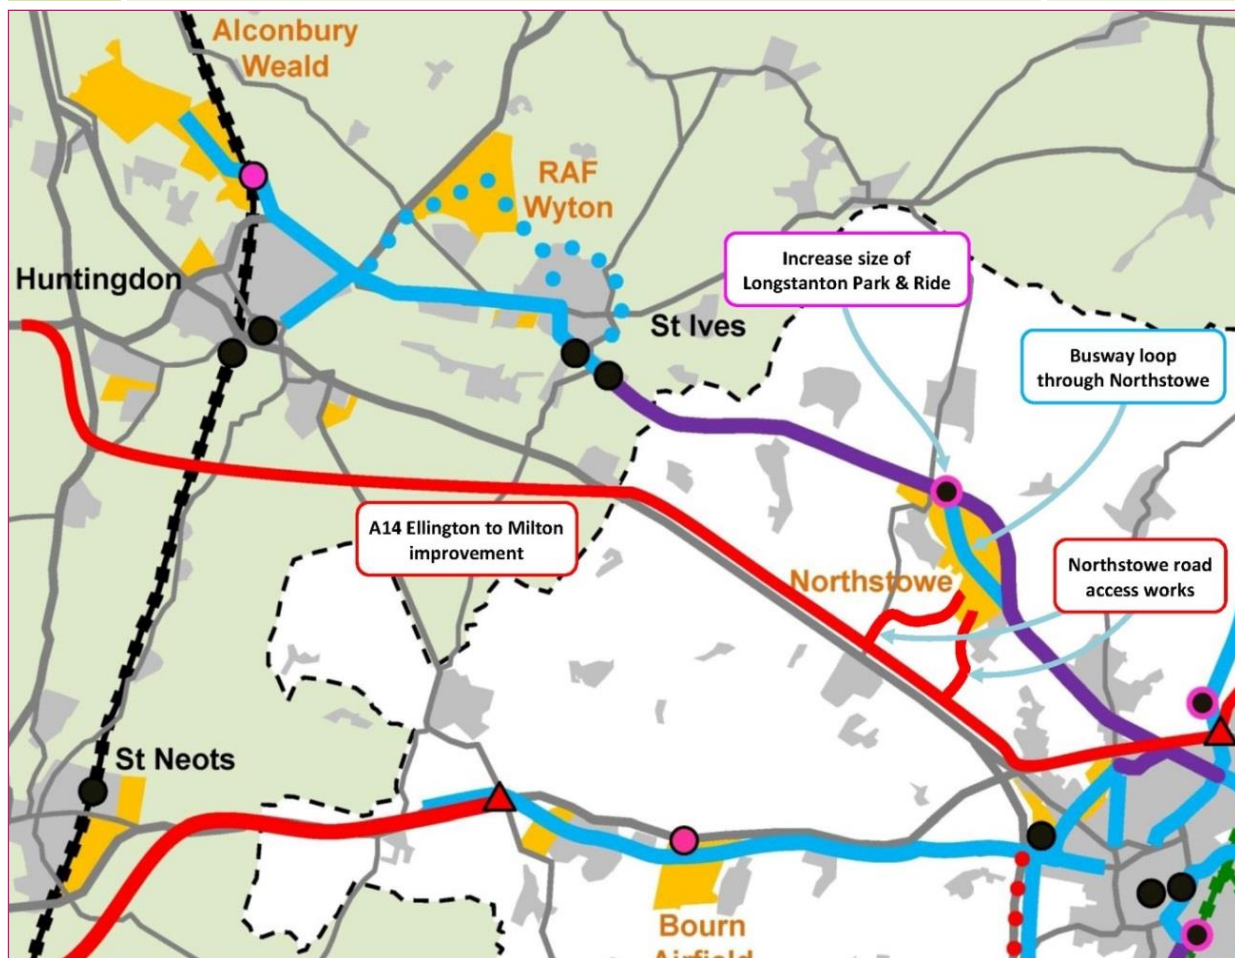 Alconbury
Weald
RAF
Wyton
Huntingdon
Increase size of
Longstanton Park & Ride
St Ives
Busway loop
through Northstowe
A14 Ellington to Milton
improvement
Northstowe
Northstowe road
access works
St Neots
Bourn
Airfield